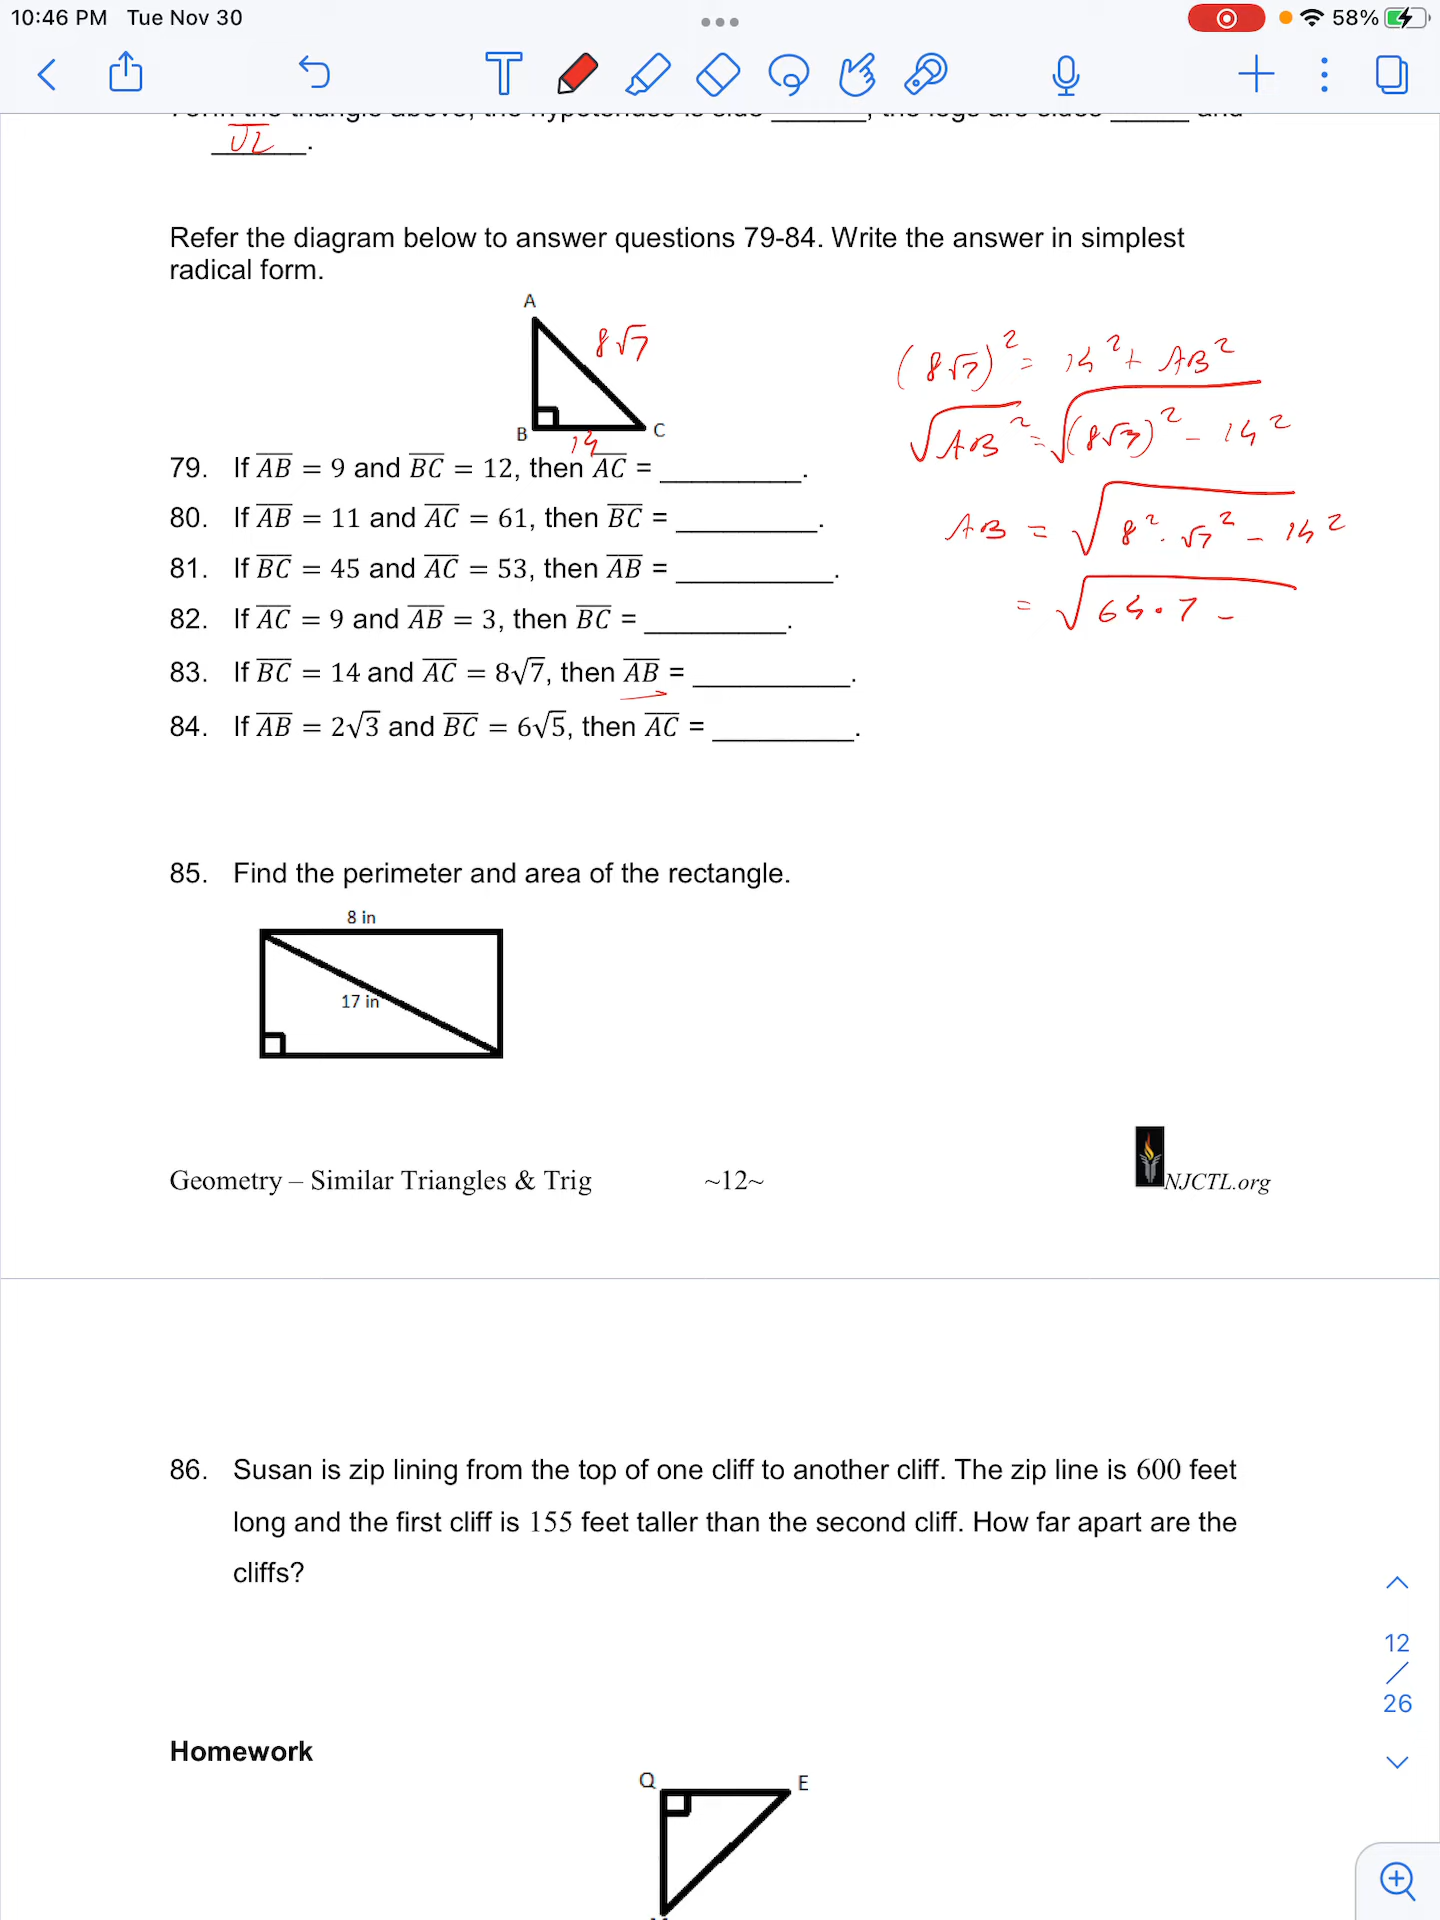 10:46 PM Tue Nov 30
58%
√2 .
Refer the diagram below to answer questions 79-84. Write the answer in simplest
radical form.
A
8√7
B
14
C
(8√7)² = 14² + AB²
√AB² = √(8√7)² - 14²
AB = √8² · √7² - 14²
= √64 · 7 -
79. If AB = 9 and BC = 12, then AC = _________.
80. If AB = 11 and AC = 61, then BC = _________.
81. If BC = 45 and AC = 53, then AB = __________.
82. If AC = 9 and AB = 3, then BC = _________.
83. If BC = 14 and AC = 8√7, then AB = __________.
84. If AB = 2√3 and BC = 6√5, then AC = _________.
85. Find the perimeter and area of the rectangle.
8 in
17 in
Geometry – Similar Triangles & Trig ~12~ NJCTL.org
86. Susan is zip lining from the top of one cliff to another cliff. The zip line is 600 feet
long and the first cliff is 155 feet taller than the second cliff. How far apart are the
cliffs?
12
/
26
Homework
Q
E